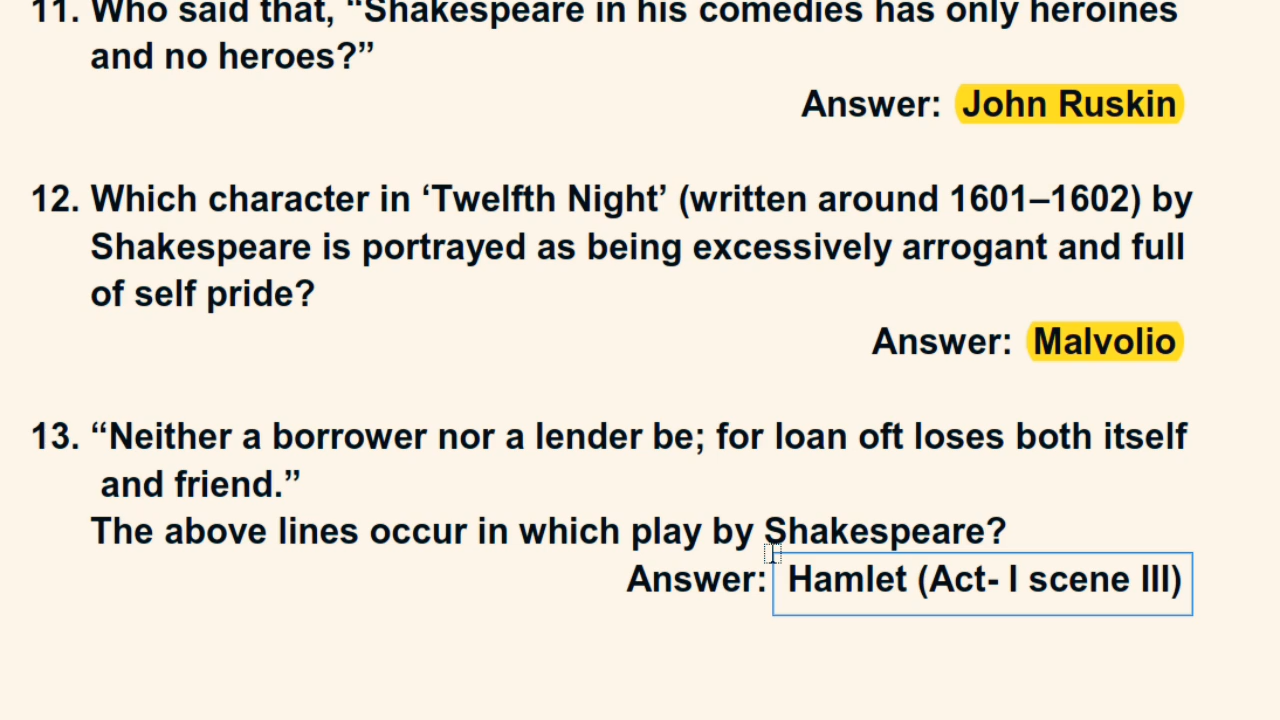 11. Who said that, “Shakespeare in his comedies has only heroines
and no heroes?”
Answer: John Ruskin
12. Which character in ‘Twelfth Night’ (written around 1601–1602) by
Shakespeare is portrayed as being excessively arrogant and full
of self pride?
Answer: Malvolio
13. “Neither a borrower nor a lender be; for loan oft loses both itself
and friend.”
The above lines occur in which play by Shakespeare?
Answer: Hamlet (Act- I scene III)